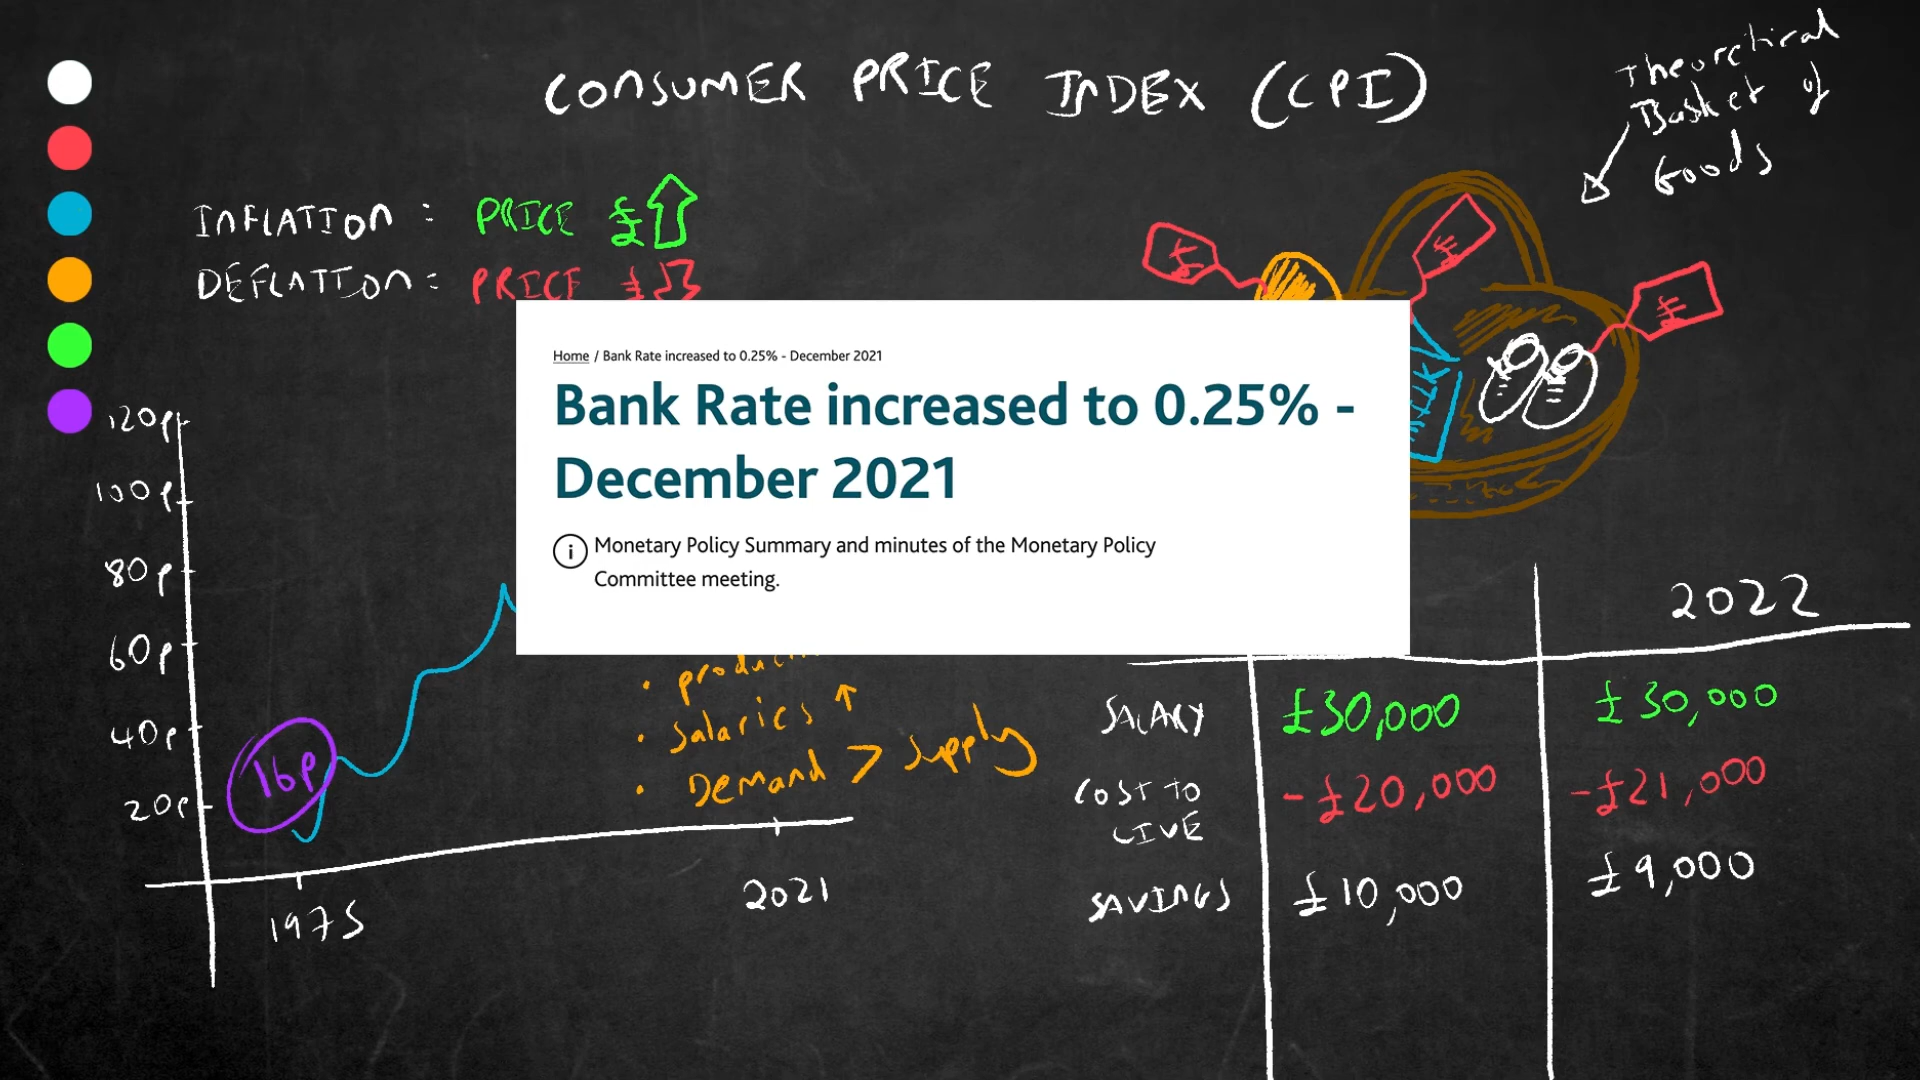 CONSUMER PRICE INDEX (CPI)
Theoretical
Basket of
Goods
INFLATION : PRICE £
DEFLATION : PRICE £
£
£
£
MILK
Home / Bank Rate increased to 0.25% - December 2021
Bank Rate increased to 0.25% -
December 2021
i
Monetary Policy Summary and minutes of the Monetary Policy
Committee meeting.
120p
100p
80p
60p
40p
20p
16p
1975
2021
• Salaries ↑
• Demand > Supply
2022
SALARY £30,000 £30,000
COST TO
LIVE
-£20,000 -£21,000
SAVINGS £10,000 £9,000